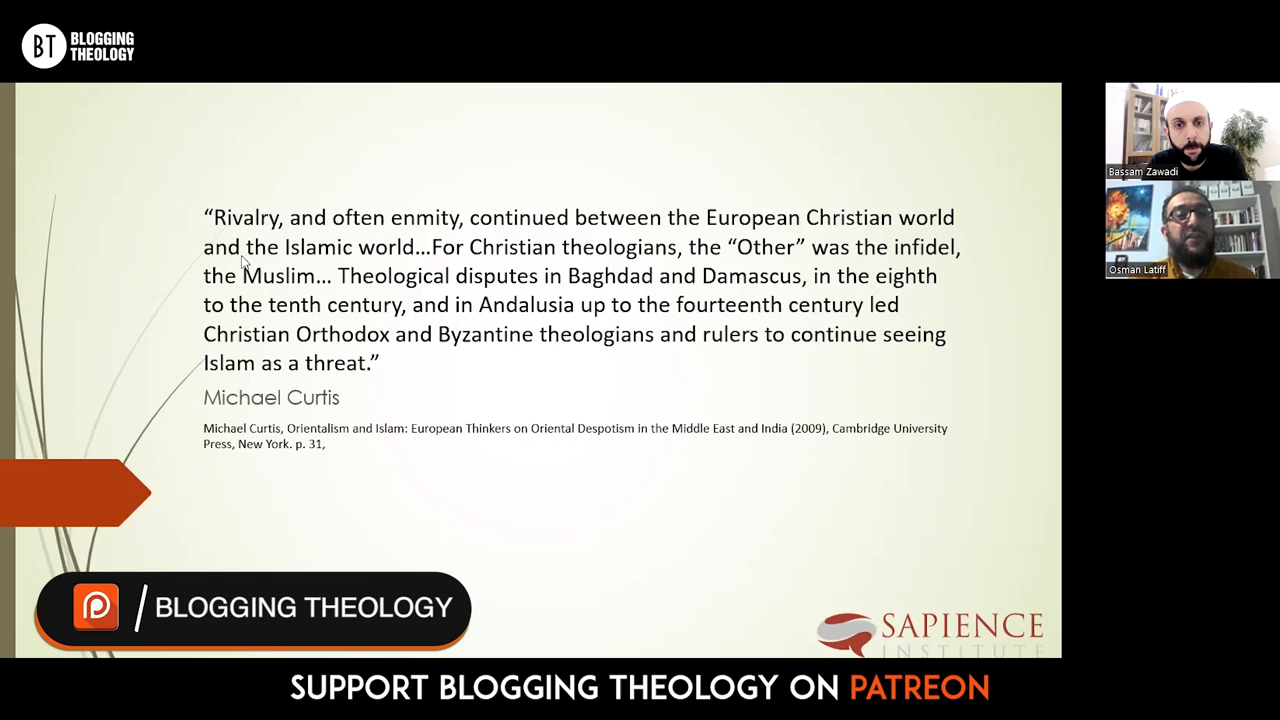 BT BLOGGING
THEOLOGY
“Rivalry, and often enmity, continued between the European Christian world
and the Islamic world…For Christian theologians, the “Other” was the infidel,
the Muslim… Theological disputes in Baghdad and Damascus, in the eighth
to the tenth century, and in Andalusia up to the fourteenth century led
Christian Orthodox and Byzantine theologians and rulers to continue seeing
Islam as a threat.”
Michael Curtis
Michael Curtis, Orientalism and Islam: European Thinkers on Oriental Despotism in the Middle East and India (2009), Cambridge University
Press, New York. p. 31,
Bassam Zawadi
Osman Latiff
/ BLOGGING THEOLOGY
SAPIENCE
INSTITUTE
SUPPORT BLOGGING THEOLOGY ON PATREON